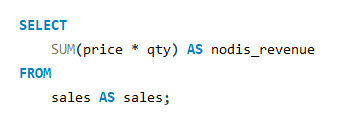 SELECT
    SUM(price * qty) AS nodis_revenue
FROM
    sales AS sales;